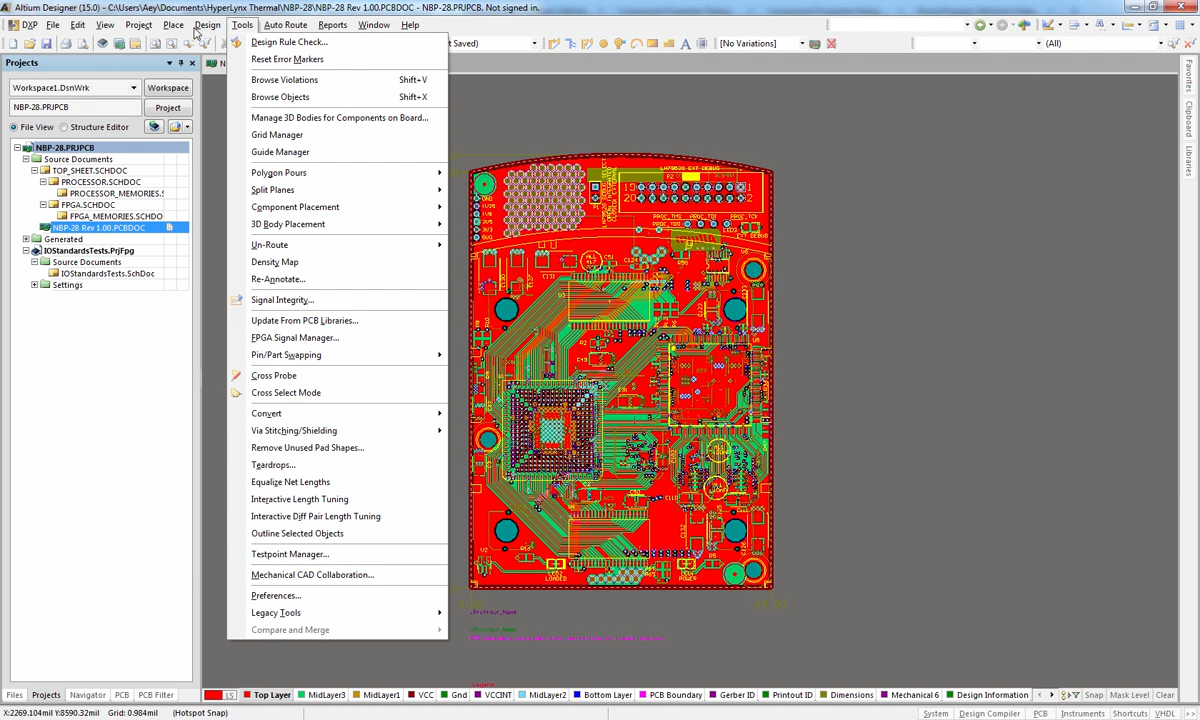 Altium Designer (15.0) - C:\Users\Aey\Documents\HyperLynx Thermal\NBP-28\NBP-28 Rev 1.00.PCBDOC. Not signed in.
DXP File Edit View Project Place Design Tools Auto Route Reports Window Help
Saved)
[No Variations]
(All)
Projects
Workspace1.DsnWrk
Workspace
NBP-28.PRJPCB
Project
File View
Structure Editor
NBP-28.PRJPCB
Source Documents
TOP_SHEET.SCHDOC
PROCESSOR.SCHDOC
PROCESSOR_MEMORIES.S
FPGA.SCHDOC
FPGA_MEMORIES.SCHDO
NBP-28 Rev 1.00.PCBDOC
Generated
IOStandardsTests.PrjFpg
Source Documents
IOStandardsTests.SchDoc
Settings
Design Rule Check...
Reset Error Markers
Browse Violations Shift+V
Browse Objects Shift+X
Manage 3D Bodies for Components on Board...
Grid Manager
Guide Manager
Polygon Pours
Split Planes
Component Placement
3D Body Placement
Un-Route
Density Map
Re-Annotate...
Signal Integrity...
Update From PCB Libraries...
FPGA Signal Manager...
Pin/Part Swapping
Cross Probe
Cross Select Mode
Convert
Via Stitching/Shielding
Remove Unused Pad Shapes...
Teardrops...
Equalize Net Lengths
Interactive Length Tuning
Interactive Diff Pair Length Tuning
Outline Selected Objects
Testpoint Manager...
Mechanical CAD Collaboration...
Preferences...
Legacy Tools
Compare and Merge
Favorites
Clipboard
Libraries
Files Projects Navigator PCB PCB Filter
LS Top Layer MidLayer3 MidLayer1 VCC Gnd VCCINT MidLayer2 Bottom Layer PCB Boundary Gerber ID Printout ID Dimensions Mechanical 6 Design Information Snap Mask Level Clear
X:2269.104mil Y:8590.32mil Grid: 0.984mil (Hotspot Snap)
System Design Compiler PCB Instruments Shortcuts VHDL >>